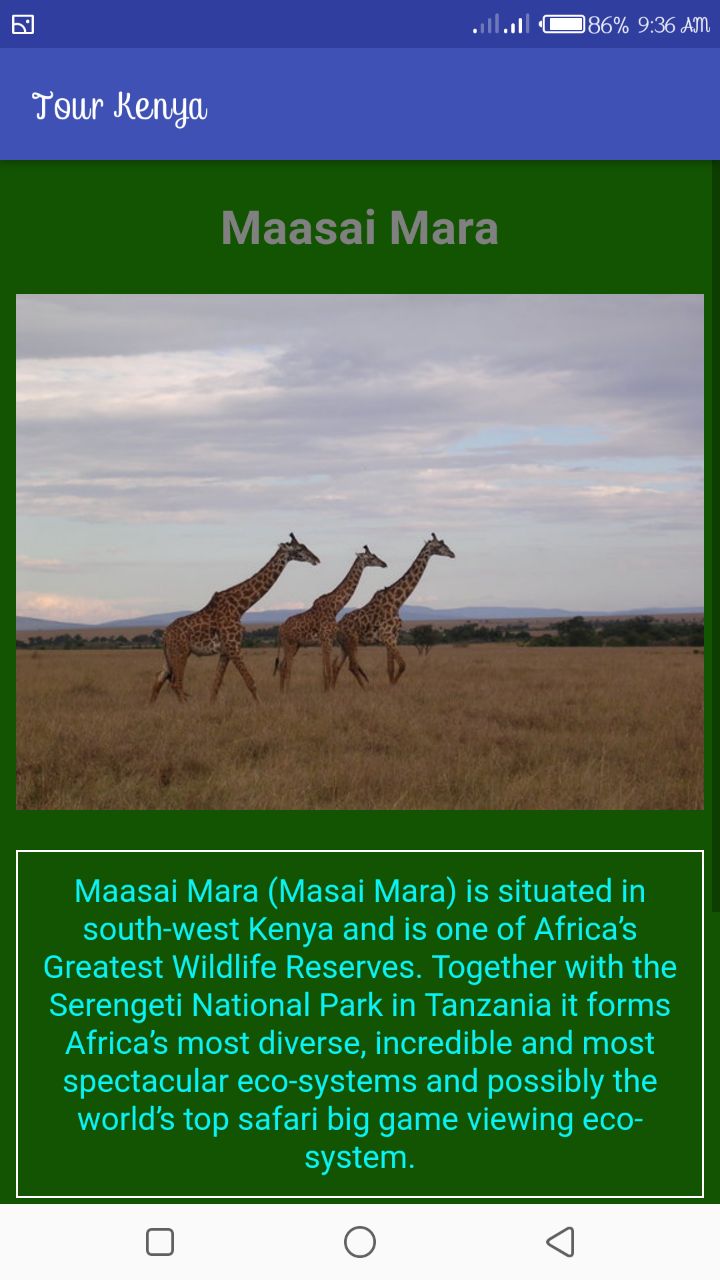 86% 9:36 AM
Tour Kenya
Maasai Mara
Maasai Mara (Masai Mara) is situated in
south-west Kenya and is one of Africa’s
Greatest Wildlife Reserves. Together with the
Serengeti National Park in Tanzania it forms
Africa’s most diverse, incredible and most
spectacular eco-systems and possibly the
world’s top safari big game viewing eco-
system.